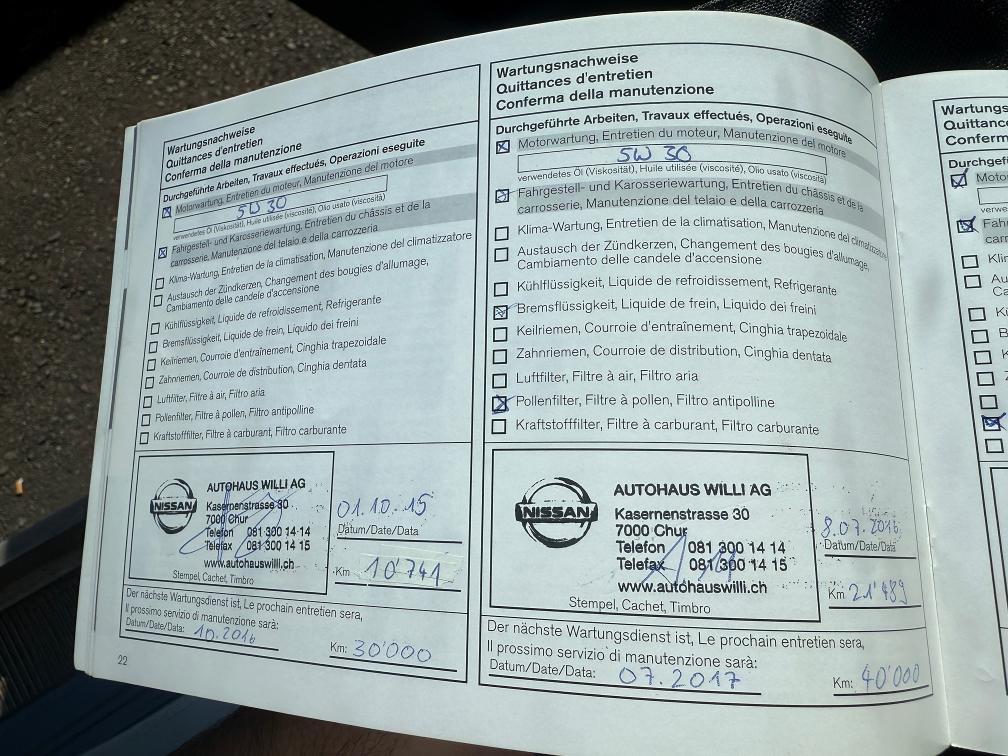 Wartungsnachweise
Quittances d'entretien
Conferma della manutenzione
Durchgeführte Arbeiten, Travaux effectués, Operazioni eseguite
Motorwartung, Entretien du moteur, Manutenzione del motore
5W30
verwendetes Öl (Viskosität), Huile utilisée (viscosité), Olio usato (viscosità)
Fahrgestell- und Karosseriewartung, Entretien du châssis et de la
carrosserie, Manutenzione del telaio e della carrozzeria
Klima-Wartung, Entretien de la climatisation, Manutenzione del climatizzatore
Austausch der Zündkerzen, Changement des bougies d'allumage,
Cambiamento delle candele d'accensione
Kühlflüssigkeit, Liquide de refroidissement, Refrigerante
Bremsflüssigkeit, Liquide de frein, Liquido dei freini
Keilriemen, Courroie d'entraînement, Cinghia trapezoidale
Zahnriemen, Courroie de distribution, Cinghia dentata
Luftfilter, Filtre à air, Filtro aria
Pollenfilter, Filtre à pollen, Filtro antipolline
Kraftstofffilter, Filtre à carburant, Filtro carburante
NISSAN
AUTOHAUS WILLI AG
Kasernenstrasse 30
7000 Chur
Telefon 081 300 14 14
Telefax 081 300 14 15
www.autohauswilli.ch
Stempel, Cachet, Timbro
01.10.15
Datum/Date/Data
Km 10'741
Der nächste Wartungsdienst ist, Le prochain entretien sera,
Il prossimo servizio di manutenzione sarà:
Datum/Date/Data: 10.2016
Km: 30'000
22
Wartungsnachweise
Quittances d'entretien
Conferma della manutenzione
Durchgeführte Arbeiten, Travaux effectués, Operazioni eseguite
Motorwartung, Entretien du moteur, Manutenzione del motore
5W 30
verwendetes Öl (Viskosität), Huile utilisée (viscosité), Olio usato (viscosità)
Fahrgestell- und Karosseriewartung, Entretien du châssis et de la
carrosserie, Manutenzione del telaio e della carrozzeria
Klima-Wartung, Entretien de la climatisation, Manutenzione del climatizzatore
Austausch der Zündkerzen, Changement des bougies d'allumage,
Cambiamento delle candele d'accensione
Kühlflüssigkeit, Liquide de refroidissement, Refrigerante
Bremsflüssigkeit, Liquide de frein, Liquido dei freini
Keilriemen, Courroie d'entraînement, Cinghia trapezoidale
Zahnriemen, Courroie de distribution, Cinghia dentata
Luftfilter, Filtre à air, Filtro aria
Pollenfilter, Filtre à pollen, Filtro antipolline
Kraftstofffilter, Filtre à carburant, Filtro carburante
NISSAN
AUTOHAUS WILLI AG
Kasernenstrasse 30
7000 Chur
Telefon 081 300 14 14
Telefax 081 300 14 15
www.autohauswilli.ch
Stempel, Cachet, Timbro
8.07.2016
Datum/Date/Data
Km 21'489
Der nächste Wartungsdienst ist, Le prochain entretien sera,
Il prossimo servizio di manutenzione sarà:
Datum/Date/Data: 07.2017
Km: 40'000
Wartungs
Quittanc
Conferm
Durchgef
Moto
verwe
Fahr
carr
Klin
Au
Ca
Kü
B
K
Z